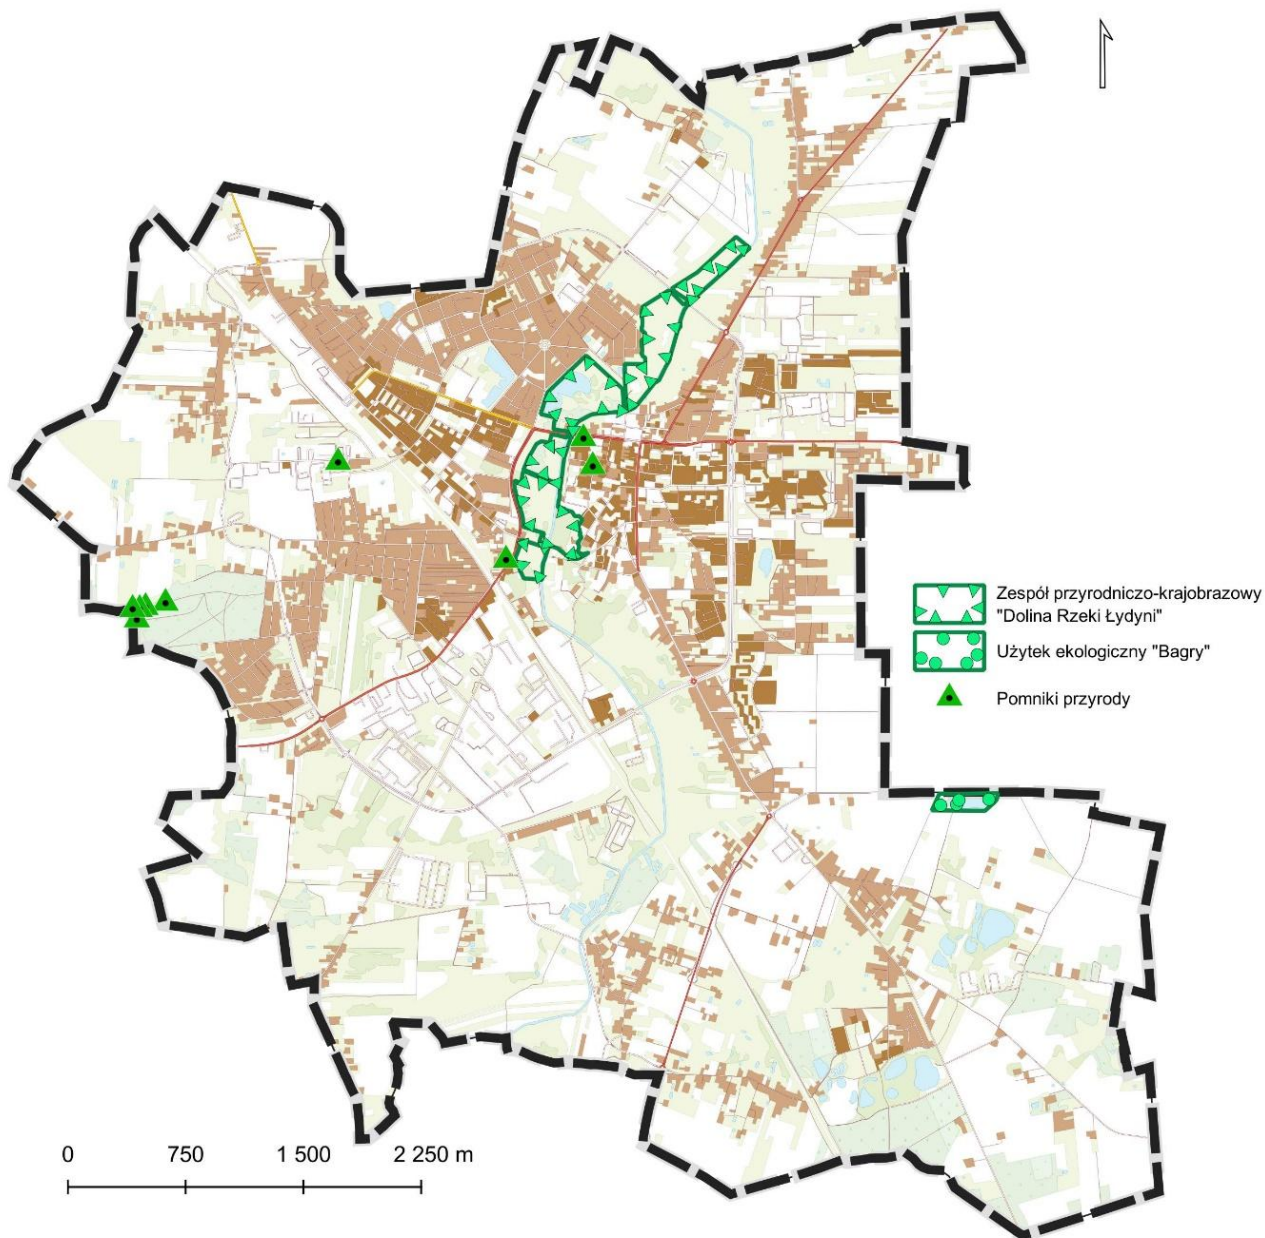 Zespół przyrodniczo-krajobrazowy
"Dolina Rzeki Łydyni"
Użytek ekologiczny "Bagry"
Pomniki przyrody
0 750 1 500 2 250 m